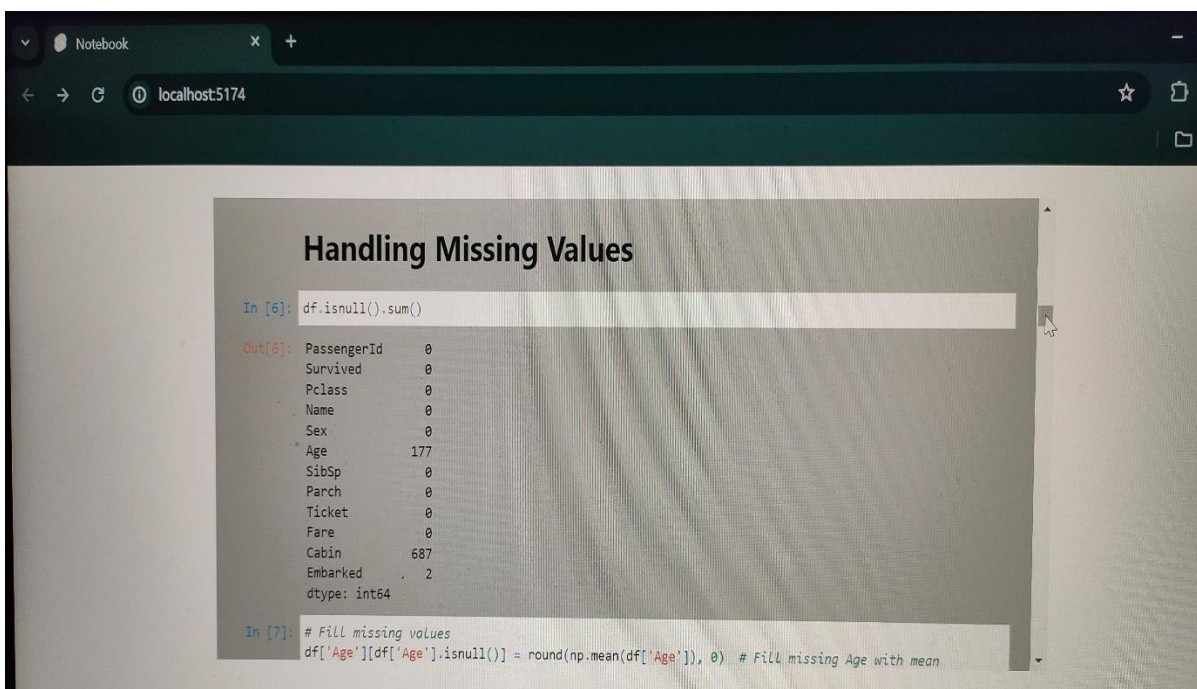 Notebook
localhost:5174
Handling Missing Values
In [6]: df.isnull().sum()
Out[6]: PassengerId 0
Survived 0
Pclass 0
Name 0
Sex 0
Age 177
SibSp 0
Parch 0
Ticket 0
Fare 0
Cabin 687
Embarked 2
dtype: int64
In [7]: # Fill missing values
df['Age'][df['Age'].isnull()] = round(np.mean(df['Age']), 0) # Fill missing Age with mean